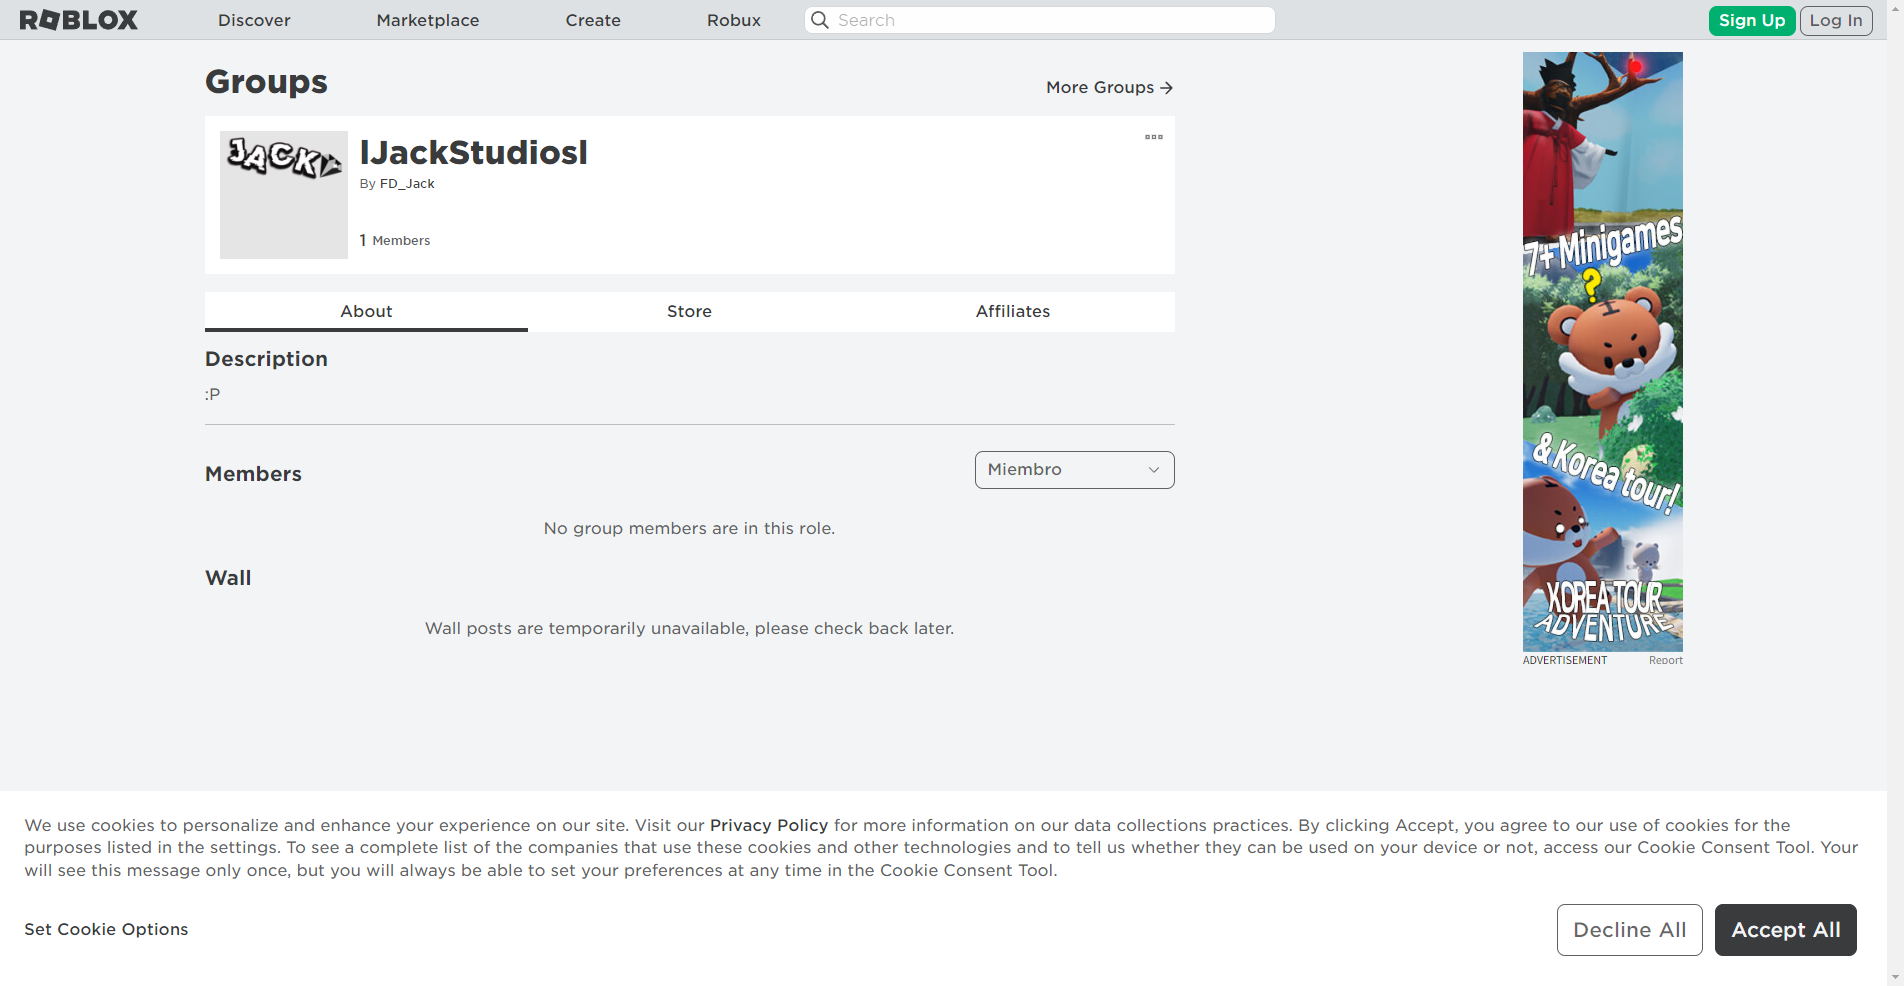 ROBLOX
Discover
Marketplace
Create
Robux
Search
Sign Up
Log In
Groups
More Groups →
JACK
lJackStudiosl
By FD_Jack
1 Members
About
Store
Affiliates
Description
:P
Members
Miembro
No group members are in this role.
Wall
Wall posts are temporarily unavailable, please check back later.
7+ Minigames
?
& Korea tour!
KOREA TOUR
ADVENTURE
ADVERTISEMENT
Report
We use cookies to personalize and enhance your experience on our site. Visit our Privacy Policy for more information on our data collections practices. By clicking Accept, you agree to our use of cookies for the
purposes listed in the settings. To see a complete list of the companies that use these cookies and other technologies and to tell us whether they can be used on your device or not, access our Cookie Consent Tool. Your
will see this message only once, but you will always be able to set your preferences at any time in the Cookie Consent Tool.
Set Cookie Options
Decline All
Accept All